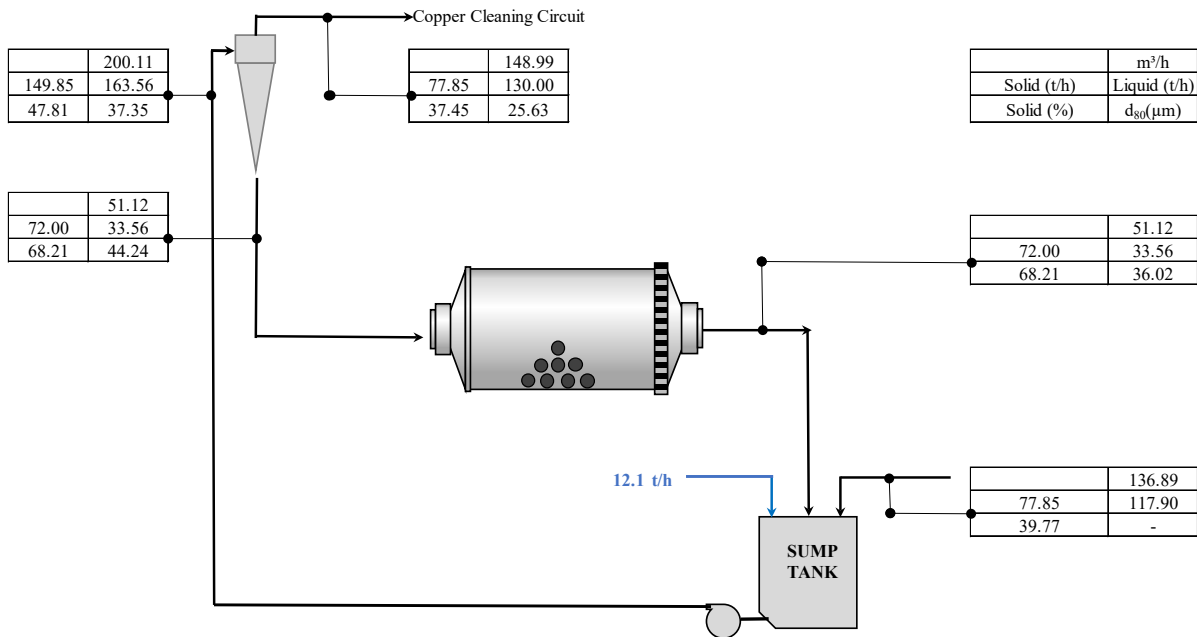 Copper Cleaning Circuit
200.11
149.85 163.56
47.81 37.35
148.99
77.85 130.00
37.45 25.63
m³/h
Solid (t/h) Liquid (t/h)
Solid (%) d₈₀(µm)
51.12
72.00 33.56
68.21 44.24
51.12
72.00 33.56
68.21 36.02
12.1 t/h
136.89
77.85 117.90
39.77 -
SUMP
TANK